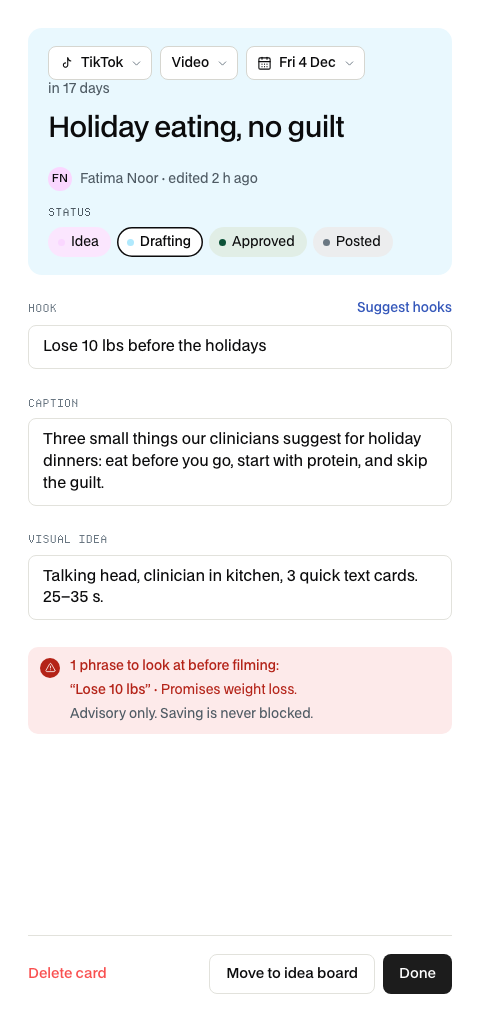 TikTok Video Fri 4 Dec
in 17 days
Holiday eating, no guilt
FN Fatima Noor · edited 2 h ago
STATUS
Idea Drafting Approved Posted
HOOK Suggest hooks
Lose 10 lbs before the holidays
CAPTION
Three small things our clinicians suggest for holiday
dinners: eat before you go, start with protein, and skip
the guilt.
VISUAL IDEA
Talking head, clinician in kitchen, 3 quick text cards.
25–35 s.
1 phrase to look at before filming:
“Lose 10 lbs” · Promises weight loss.
Advisory only. Saving is never blocked.
Delete card Move to idea board Done